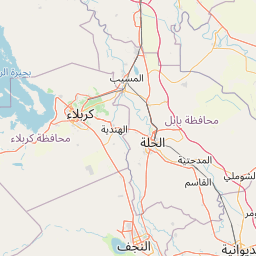 بحيرة الر
المسيب
كربلاء
محافظة بابل
الهندية
محافظة كربلاء
الحلة
المدحتية
الشوملي
القاسم
النجف
ديوانية